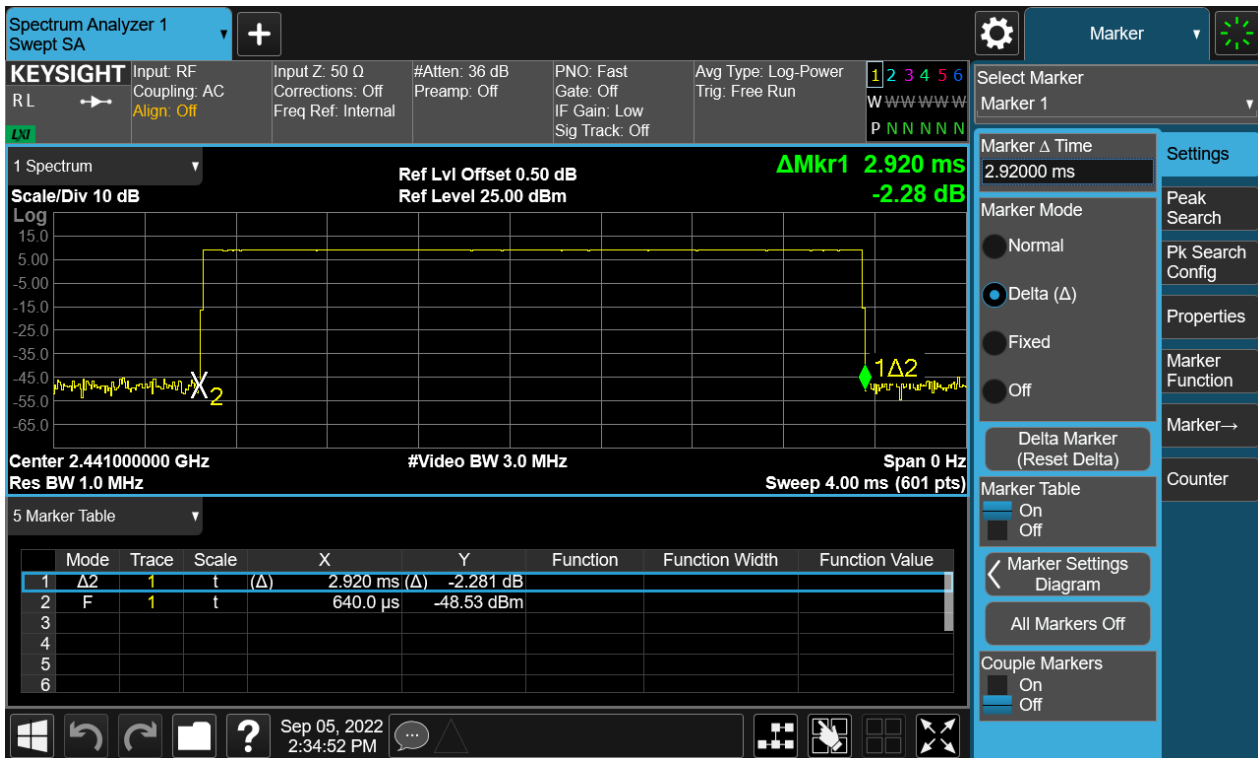 Spectrum Analyzer 1
Swept SA
+
Marker
KEYSIGHT
R L
LXI
Input: RF
Coupling: AC
Align: Off
Input Z: 50 Ω
Corrections: Off
Freq Ref: Internal
#Atten: 36 dB
Preamp: Off
PNO: Fast
Gate: Off
IF Gain: Low
Sig Track: Off
Avg Type: Log-Power
Trig: Free Run
1 2 3 4 5 6
W W W W W W
P N N N N N
Select Marker
Marker 1
1 Spectrum
Scale/Div 10 dB
Ref Lvl Offset 0.50 dB
Ref Level 25.00 dBm
ΔMkr1 2.920 ms
-2.28 dB
Log
15.0
5.00
-5.00
-15.0
-25.0
-35.0
-45.0
-55.0
-65.0
2
1Δ2
Center 2.441000000 GHz
#Video BW 3.0 MHz
Span 0 Hz
Res BW 1.0 MHz
Sweep 4.00 ms (601 pts)
5 Marker Table
Mode Trace Scale X Y Function Function Width Function Value
1 Δ2 1 t (Δ) 2.920 ms (Δ) -2.281 dB
2 F 1 t 640.0 µs -48.53 dBm
3
4
5
6
Marker Δ Time
2.92000 ms
Marker Mode
Normal
Delta (Δ)
Fixed
Off
Delta Marker
(Reset Delta)
Marker Table
On
Off
Marker Settings
Diagram
All Markers Off
Couple Markers
On
Off
Settings
Peak
Search
Pk Search
Config
Properties
Marker
Function
Marker→
Counter
?
Sep 05, 2022
2:34:52 PM